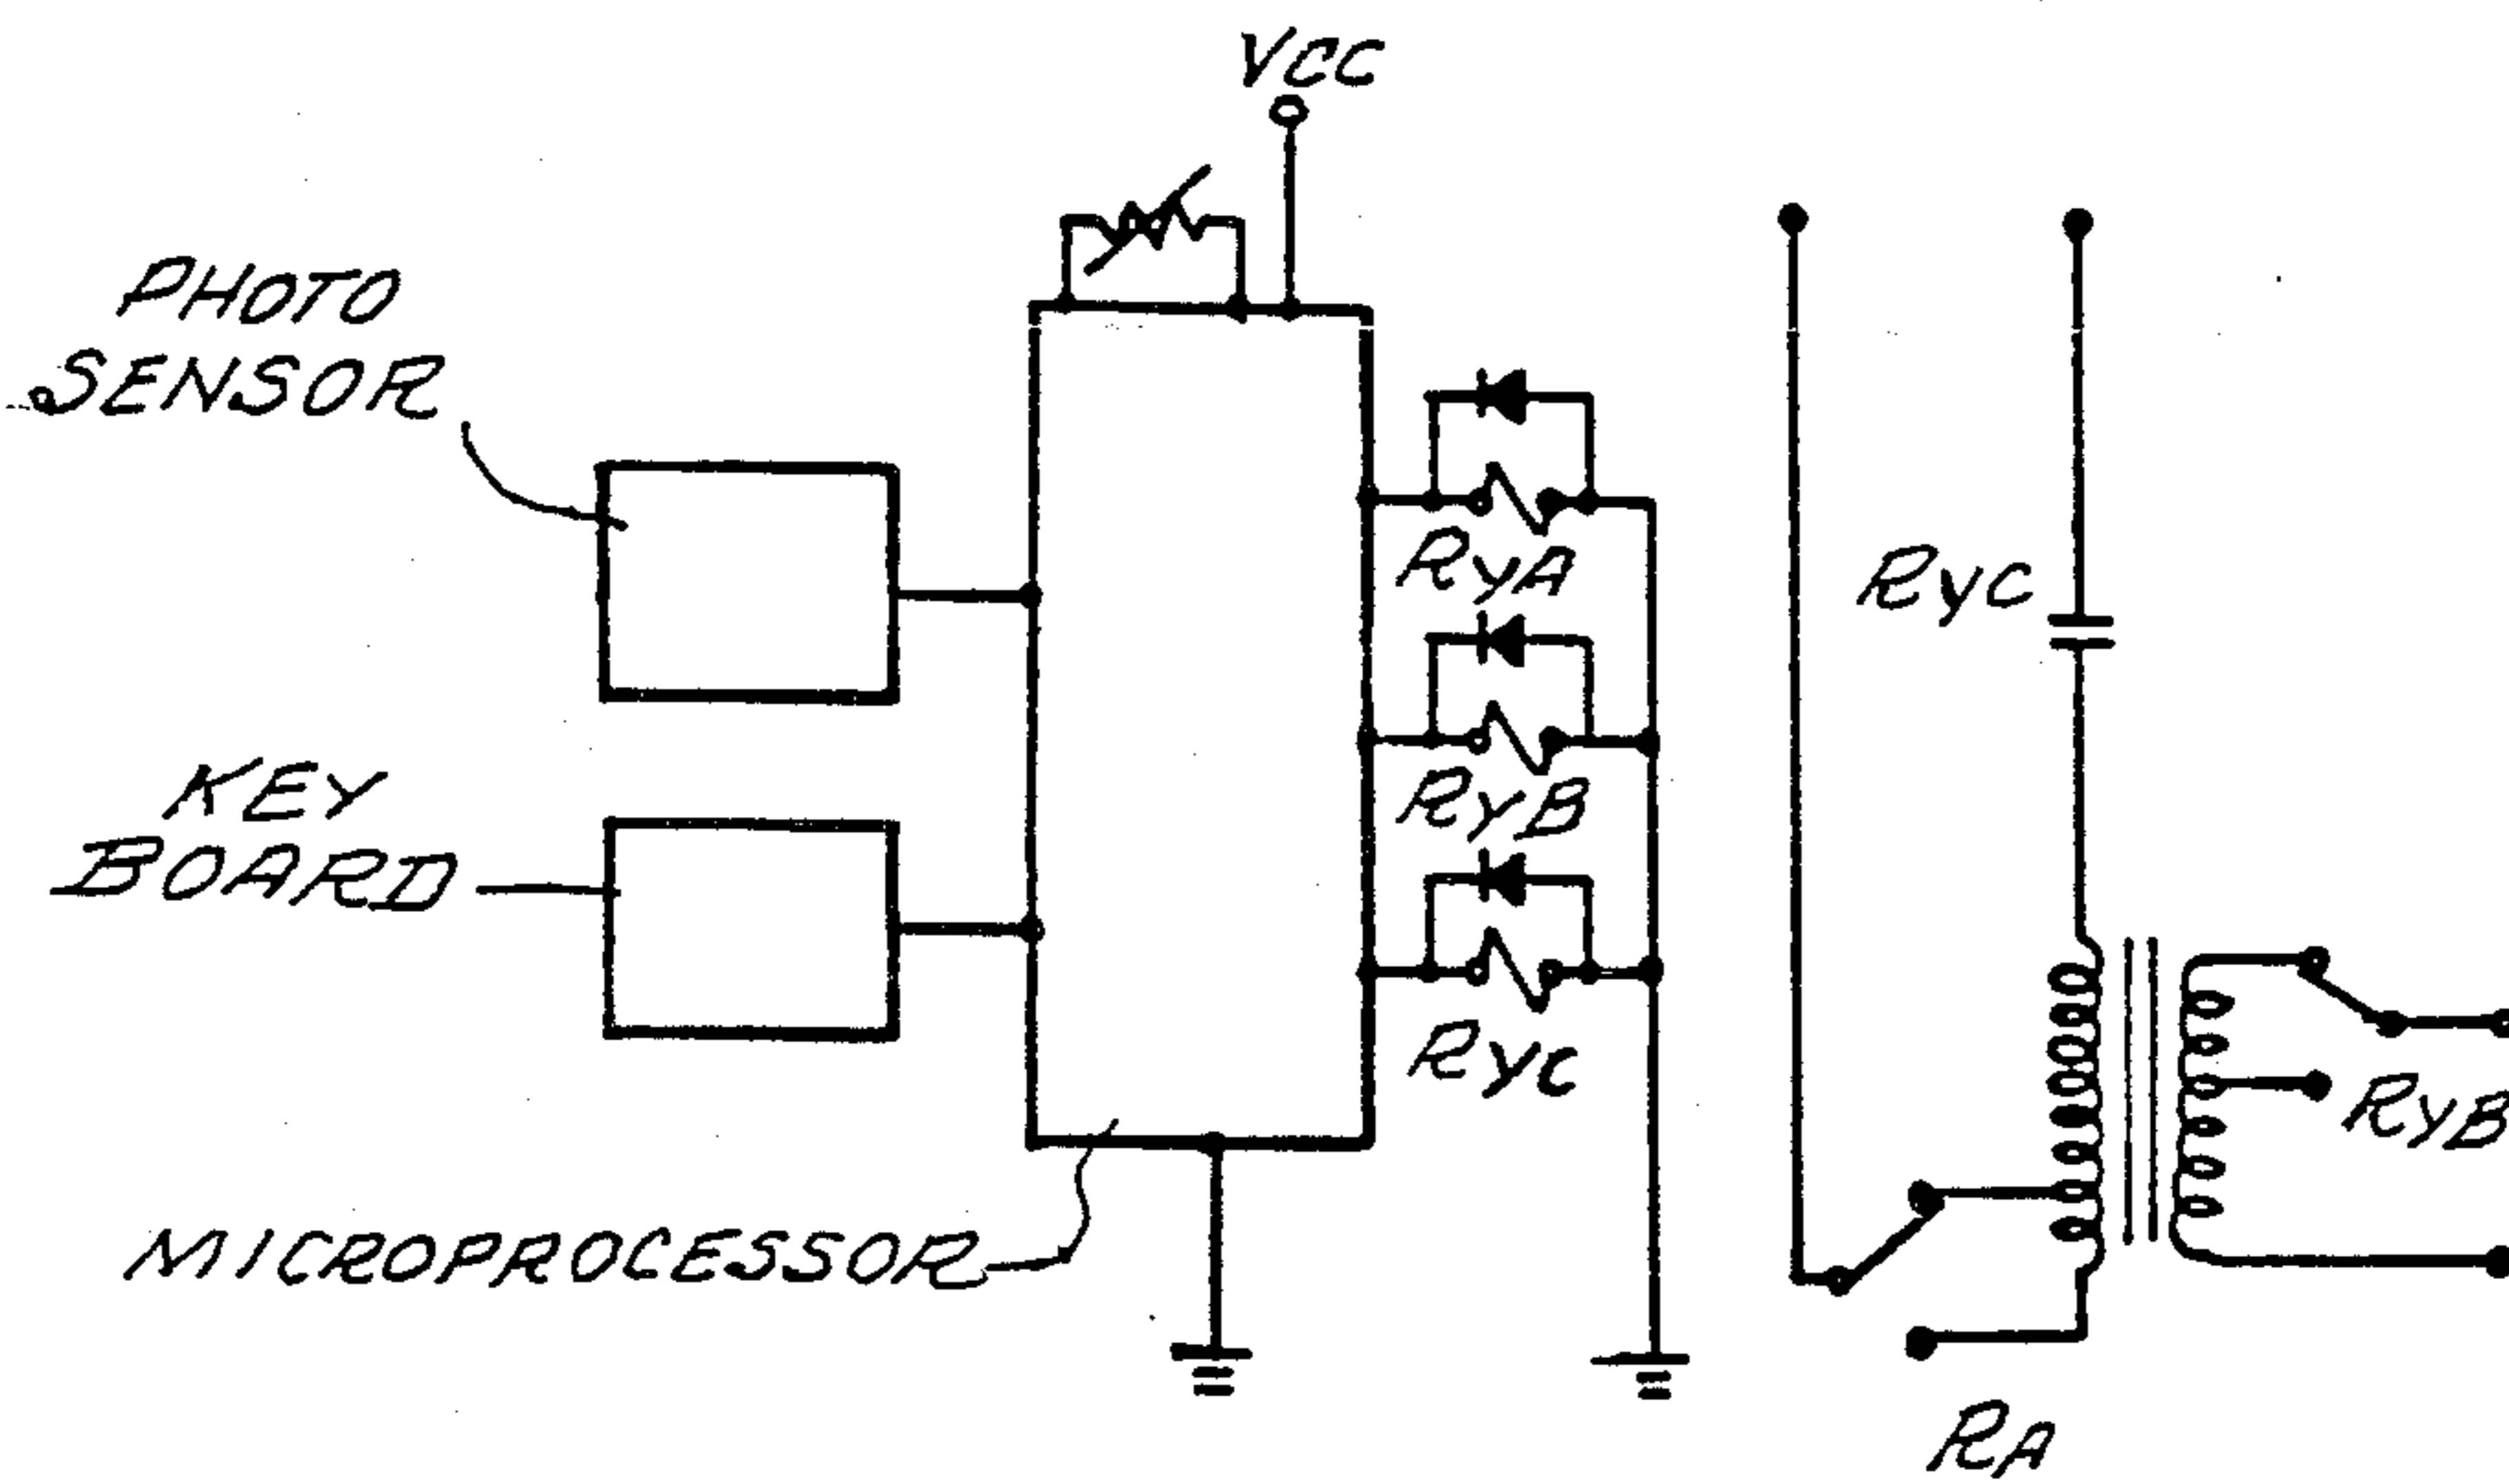 VCC
PHOTO
SENSOR
RYA
RYC
KEY
BOARD
RYB
RYC
RYB
MICROPROCESSOR
RA